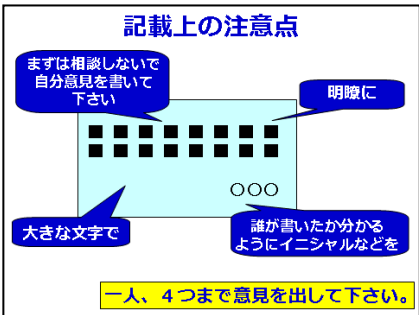 記載上の注意点
まずは相談しないで
自分意見を書いて
下さい
明瞭に
■■■■■■■■
■■■■■■■■
○○○
大きな文字で
誰が書いたか分かる
ようにイニシャルなどを
一人、４つまで意見を出して下さい。